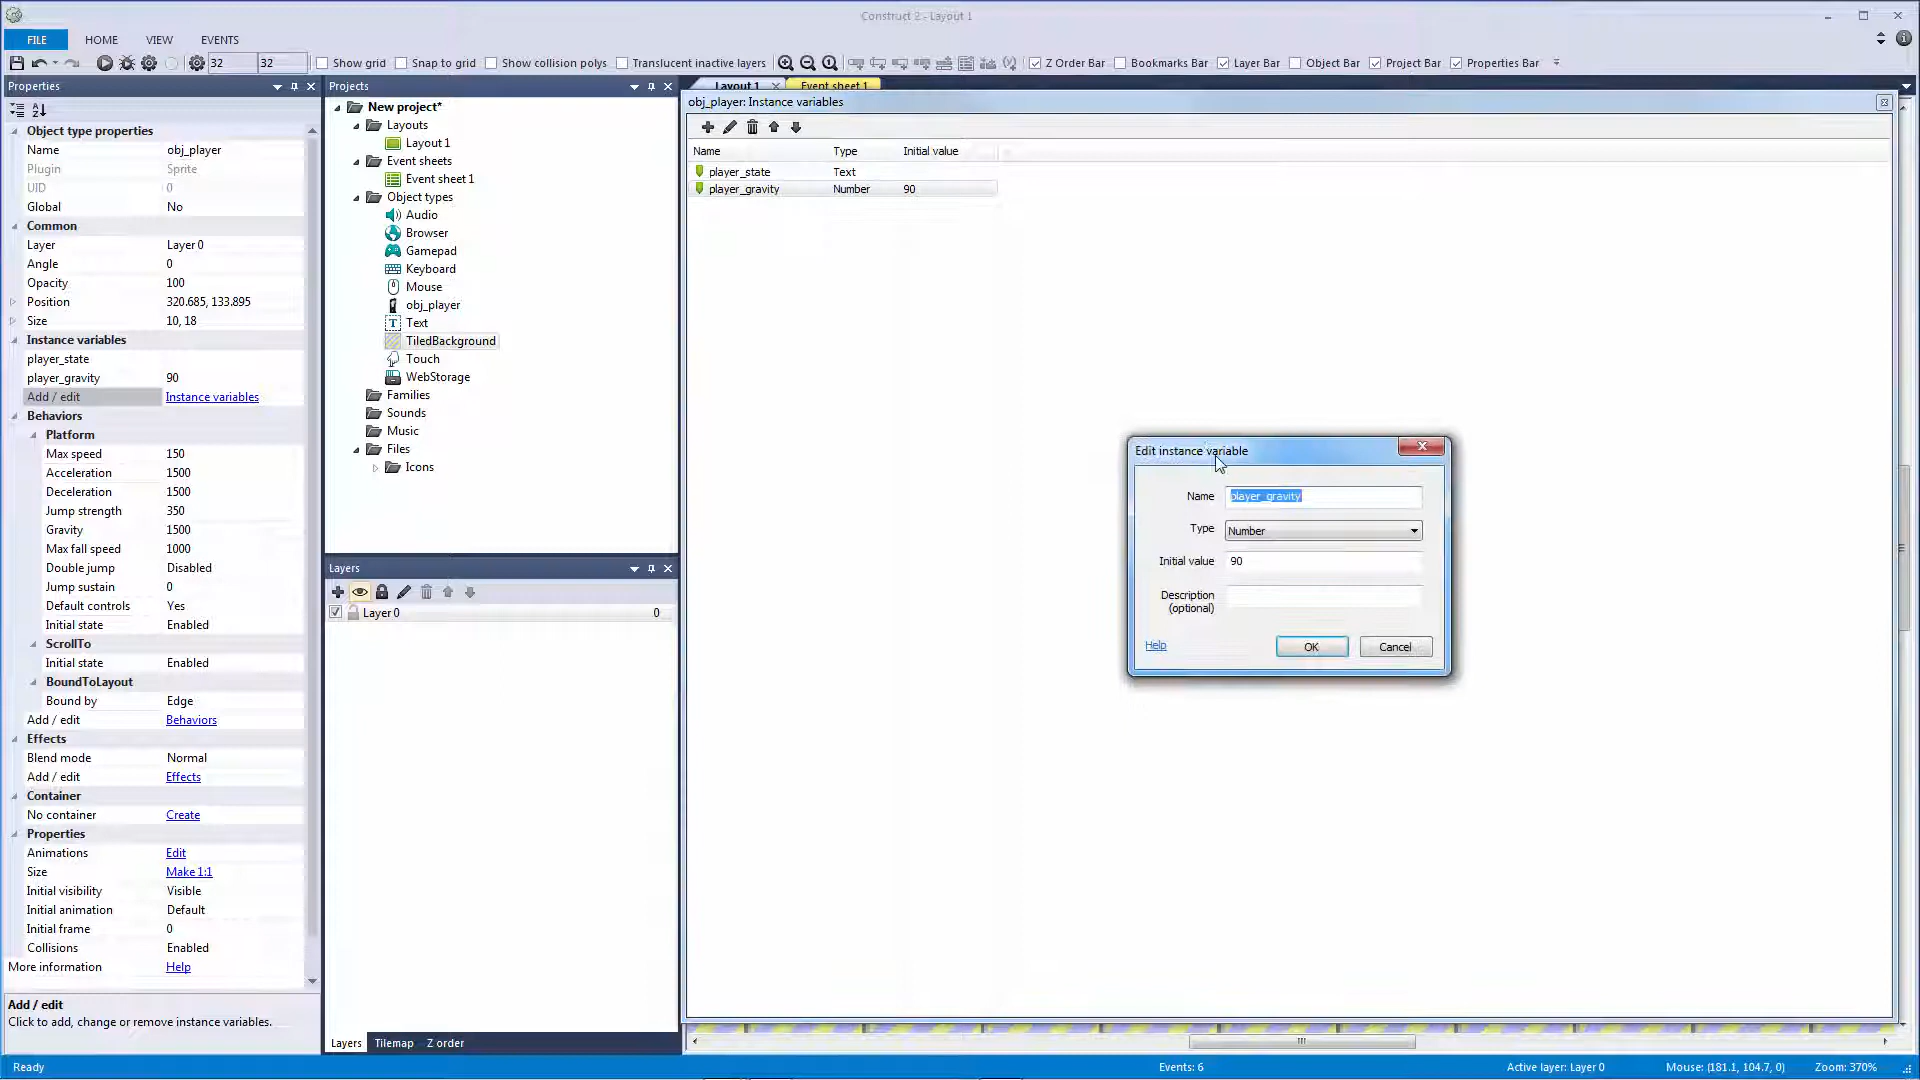 Construct 2 - Layout 1
FILE HOME VIEW EVENTS
32 32 Show grid Snap to grid Show collision polys Translucent inactive layers Z Order Bar Bookmarks Bar Layer Bar Object Bar Project Bar Properties Bar
Properties
Object type properties
Name obj_player
Plugin Sprite
UID 0
Global No
Common
Layer Layer 0
Angle 0
Opacity 100
Position 320.685, 133.895
Size 10, 18
Instance variables
player_state
player_gravity 90
Add / edit Instance variables
Behaviors
Platform
Max speed 150
Acceleration 1500
Deceleration 1500
Jump strength 350
Gravity 1500
Max fall speed 1000
Double jump Disabled
Jump sustain 0
Default controls Yes
Initial state Enabled
ScrollTo
Initial state Enabled
BoundToLayout
Bound by Edge
Add / edit Behaviors
Effects
Blend mode Normal
Add / edit Effects
Container
No container Create
Properties
Animations Edit
Size Make 1:1
Initial visibility Visible
Initial animation Default
Initial frame 0
Collisions Enabled
More information Help
Add / edit
Click to add, change or remove instance variables.
Projects
New project*
Layouts
Layout 1
Event sheets
Event sheet 1
Object types
Audio
Browser
Gamepad
Keyboard
Mouse
obj_player
Text
TiledBackground
Touch
WebStorage
Families
Sounds
Music
Files
Icons
Layers
Layer 0 0
Layers Tilemap Z order
Layout 1 Event sheet 1
obj_player: Instance variables
Name Type Initial value
player_state Text
player_gravity Number 90
Edit instance variable
Name player_gravity
Type Number
Initial value 90
Description
(optional)
Help OK Cancel
Ready Events: 6 Active layer: Layer 0 Mouse: (181.1, 104.7, 0) Zoom: 370%